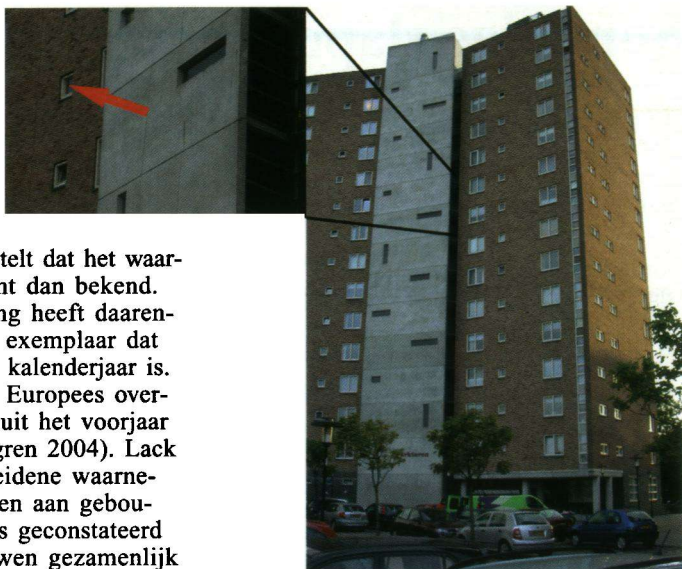 telt dat het waar-
nt dan bekend.
ng heeft daaren-
exemplaar dat
kalenderjaar is.
Europees over-
uit het voorjaar
gren 2004). Lack
eidene waarne-
en aan gebou-
s geconstateerd
wen gezamenlijk